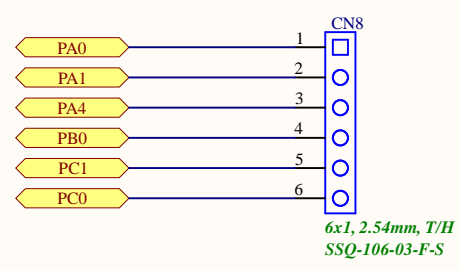 CN8
PA0 1
PA1 2
PA4 3
PB0 4
PC1 5
PC0 6
6x1, 2.54mm, T/H
SSQ-106-03-F-S